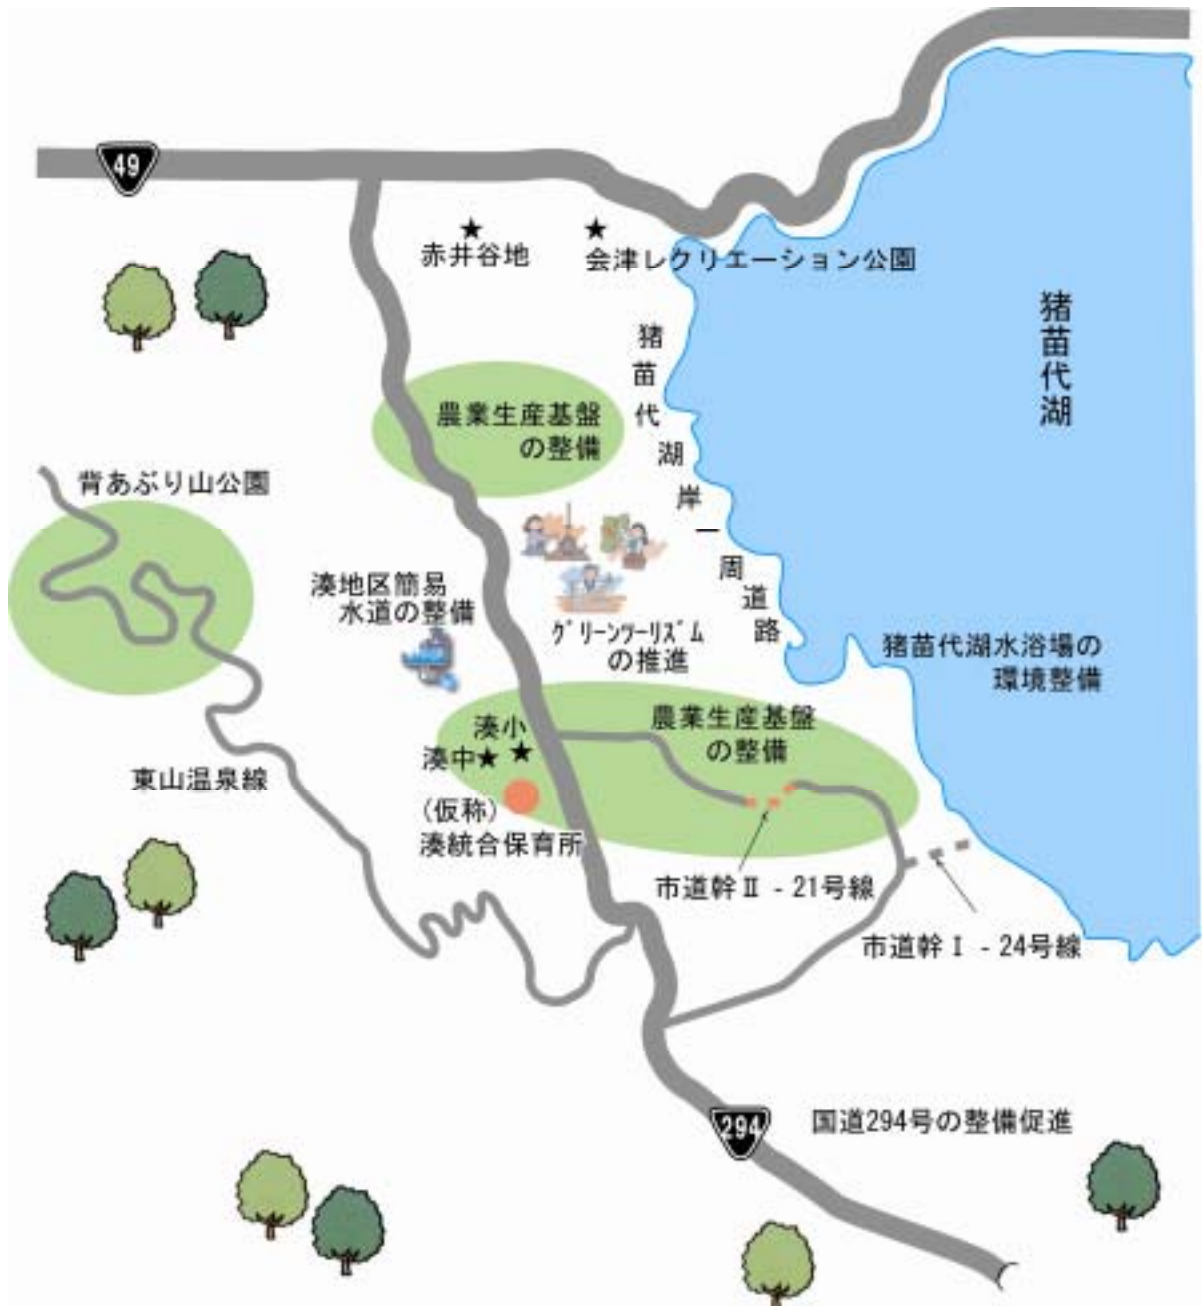 49
赤井谷地
会津レクリエーション公園
猪苗代湖
猪苗代湖岸一周道路
農業生産基盤
の整備
背あぶり山公園
湊地区簡易
水道の整備
グリーンツーリズム
の推進
猪苗代湖水浴場の
環境整備
農業生産基盤
の整備
湊小
湊中
東山温泉線
(仮称)
湊統合保育所
市道幹Ⅱ - 21号線
市道幹Ⅰ - 24号線
294
国道294号の整備促進